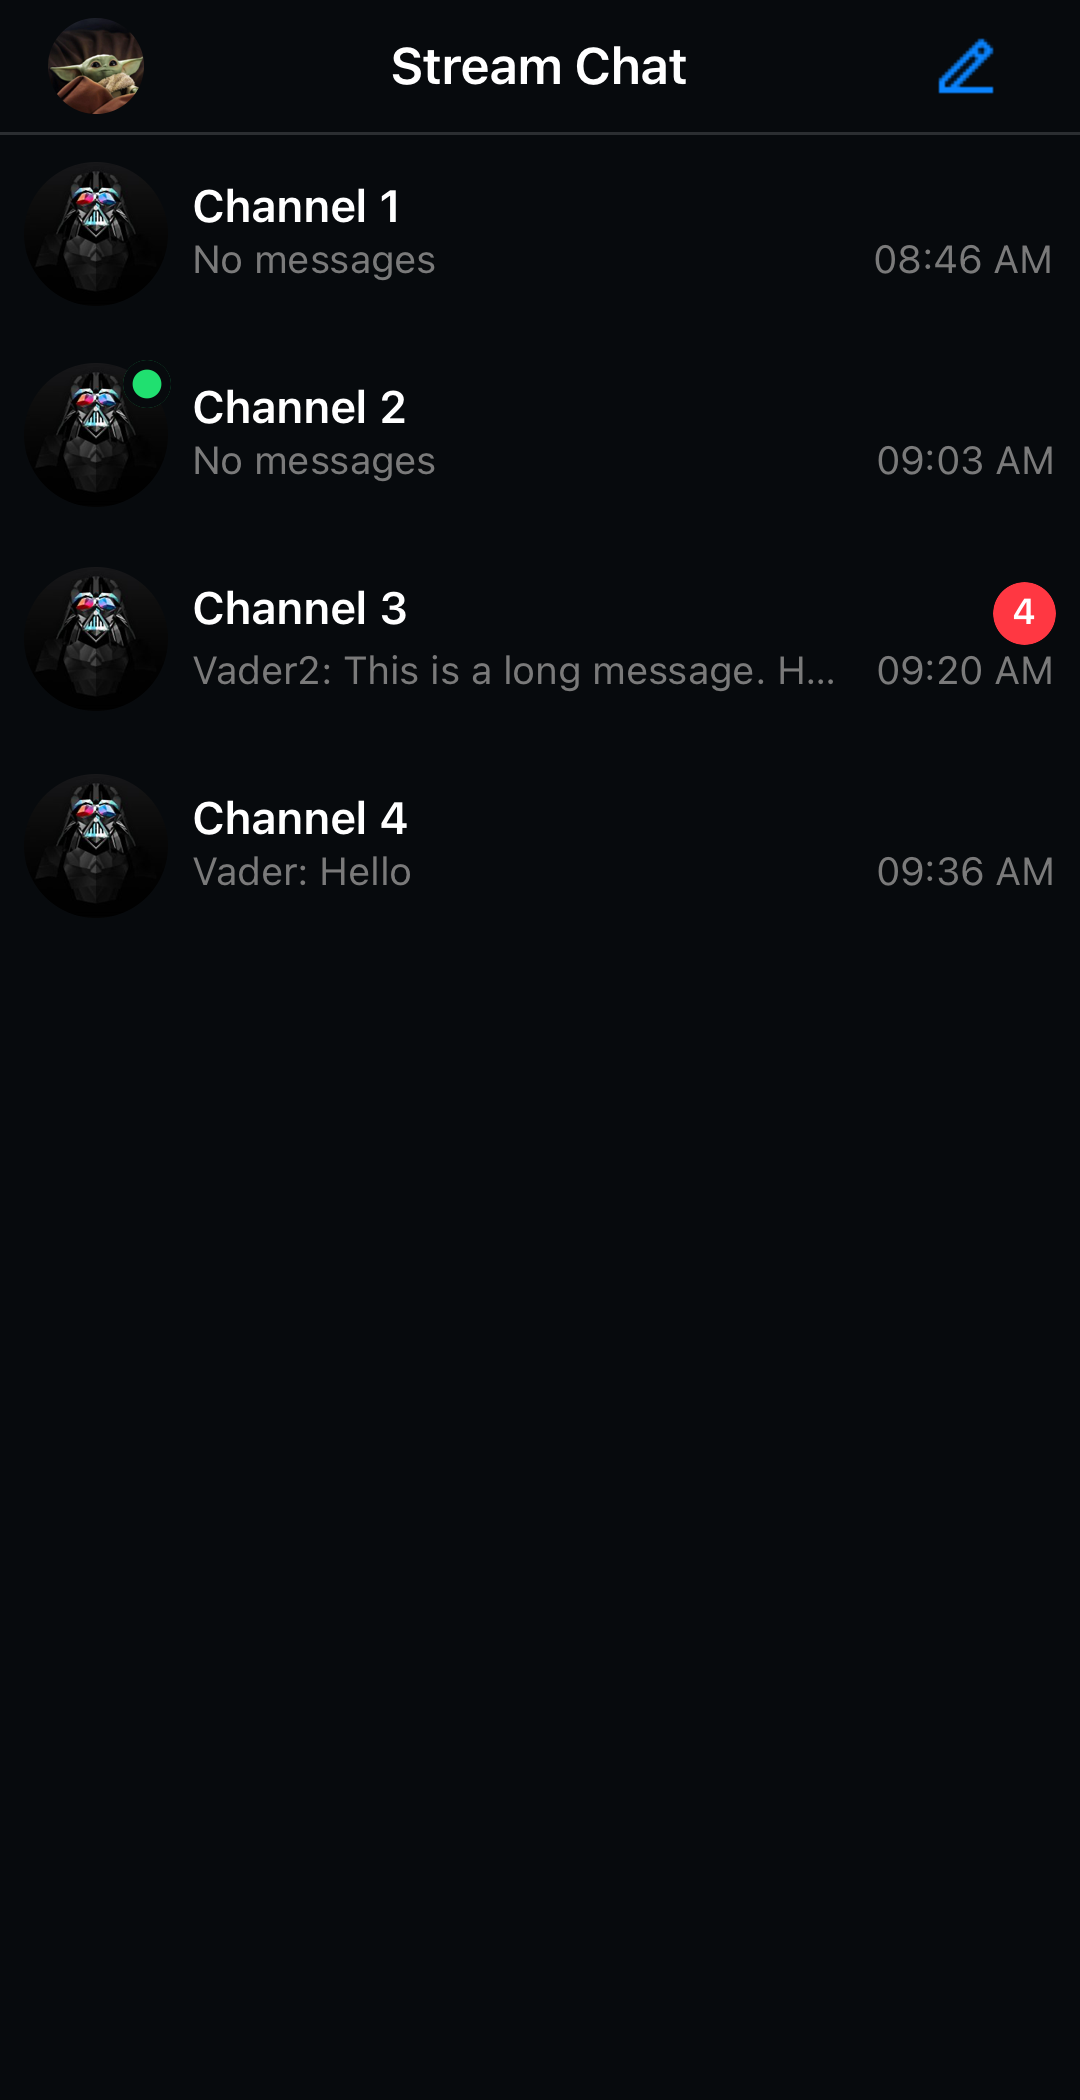 Stream Chat
Channel 1
No messages
08:46 AM
Channel 2
No messages
09:03 AM
Channel 3
4
Vader2: This is a long message. H...
09:20 AM
Channel 4
Vader: Hello
09:36 AM